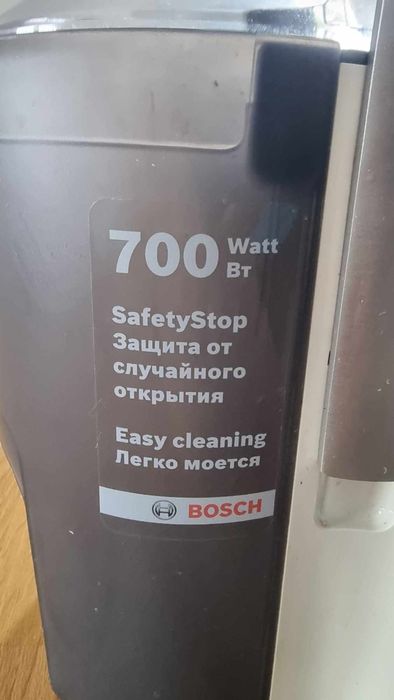 700 Watt
Вт
SafetyStop
Защита от
случайного
открытия
Easy cleaning
Легко моется
BOSCH